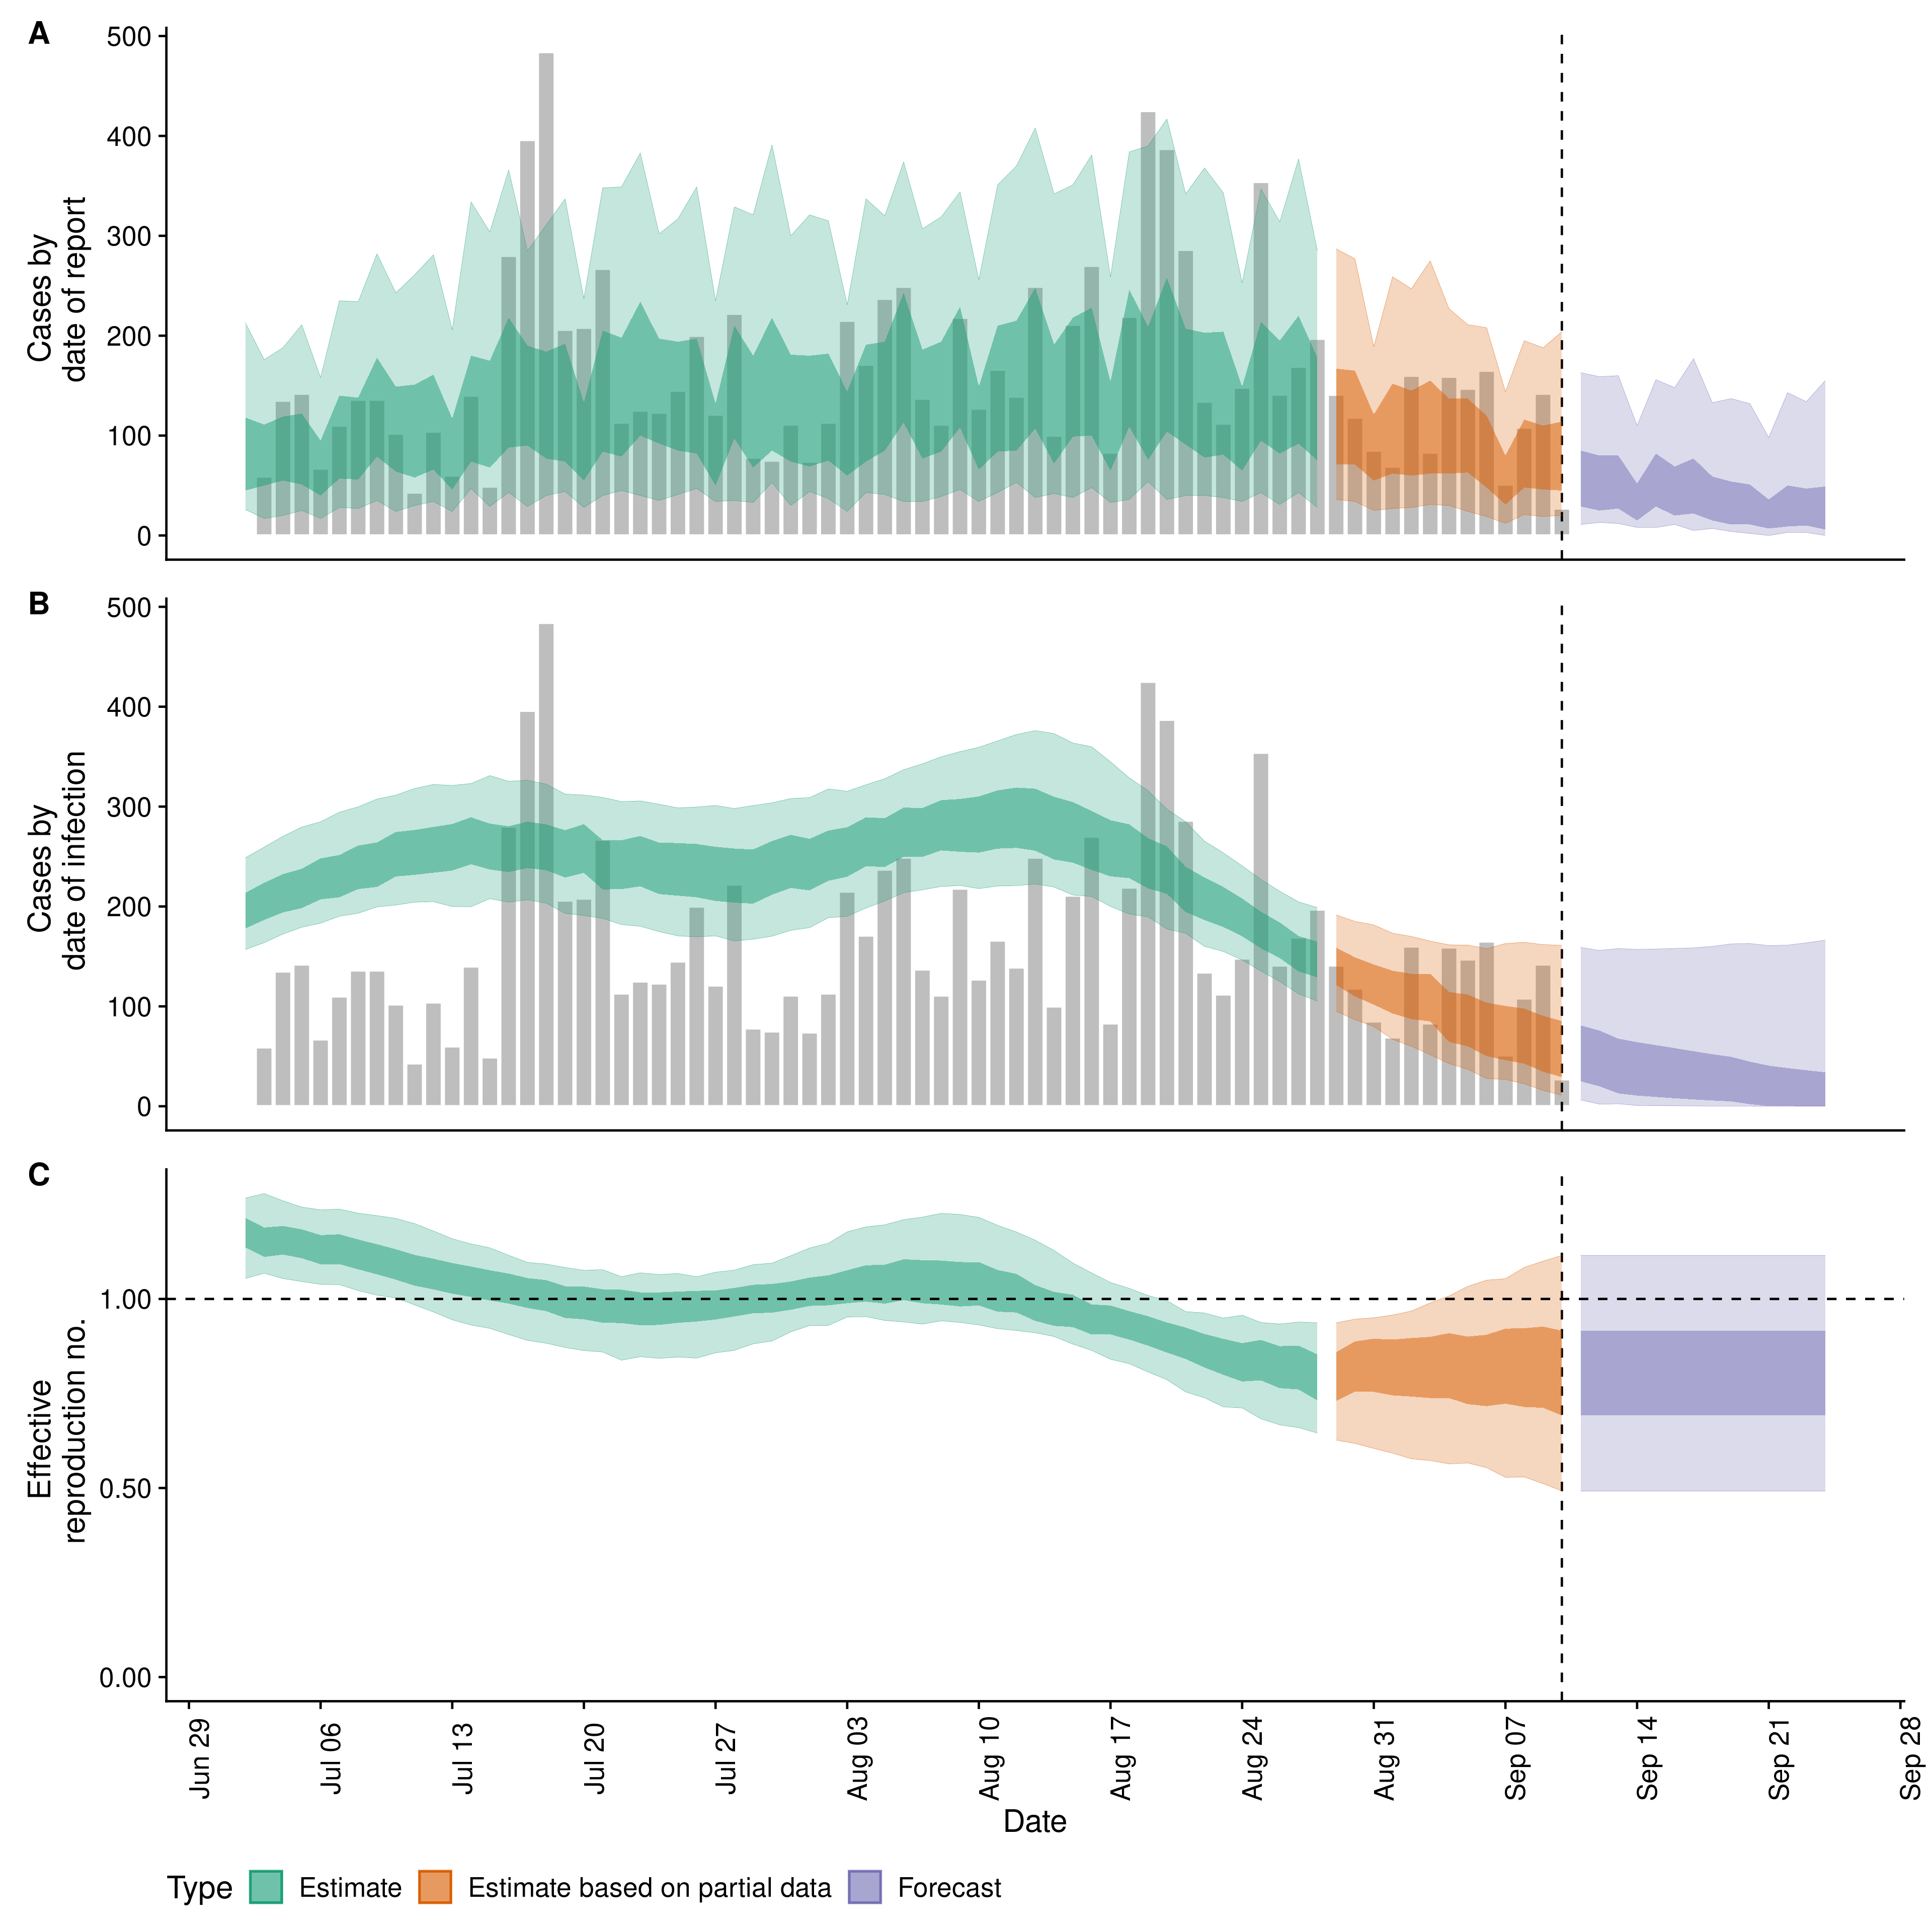 A
500
400
300
200
100
0
Cases by
date of report
B
500
400
300
200
100
0
Cases by
date of infection
C
1.00
0.50
0.00
Effective
reproduction no.
Jun 29
Jul 06
Jul 13
Jul 20
Jul 27
Aug 03
Aug 10
Aug 17
Aug 24
Aug 31
Sep 07
Sep 14
Sep 21
Sep 28
Date
Type Estimate Estimate based on partial data Forecast